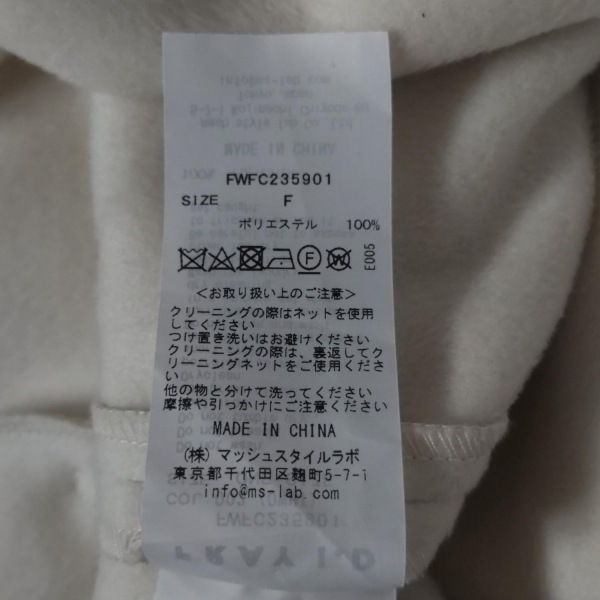 FWFC235901
SIZE F
ポリエステル 100%
E005
<お取り扱い上のご注意>
クリーニングの際はネットを使用
してください
つけ置き洗いはお避けください
クリーニングの際は、裏返してク
リーニングネットをご使用くださ
い
他の物と分けて洗ってください
摩擦や引っかけにご注意ください
MADE IN CHINA
(株)マッシュスタイルラボ
東京都千代田区麹町5-7-1
info@ms-lab.com